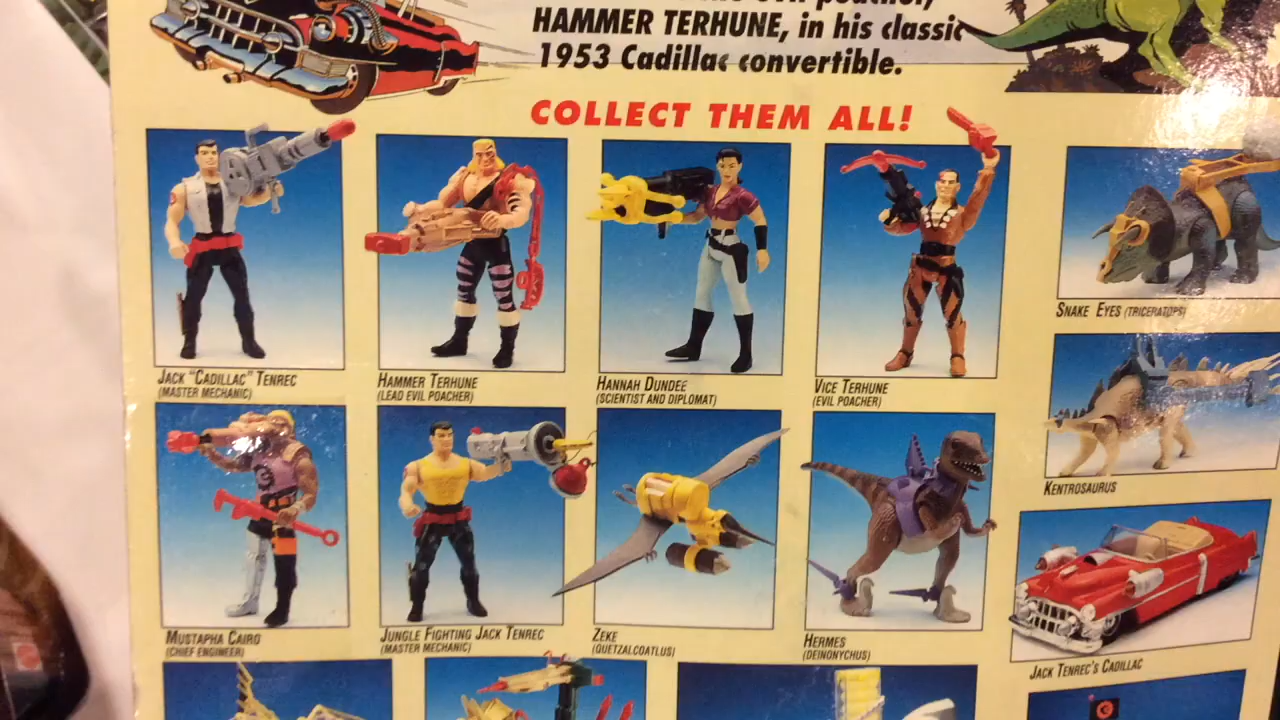 HAMMER TERHUNE, in his classic
1953 Cadillac convertible.
COLLECT THEM ALL!
JACK "CADILLAC" TENREC
(MASTER MECHANIC)
HAMMER TERHUNE
(LEAD EVIL POACHER)
HANNAH DUNDEE
(SCIENTIST AND DIPLOMAT)
VICE TERHUNE
(EVIL POACHER)
SNAKE EYES (TRICERATOPS)
KENTROSAURUS
MUSTAPHA CAIRO
(CHIEF ENGINEER)
JUNGLE FIGHTING JACK TENREC
(MASTER MECHANIC)
ZEKE
(QUETZALCOATLUS)
HERMES
(DEINONYCHUS)
JACK TENREC'S CADILLAC